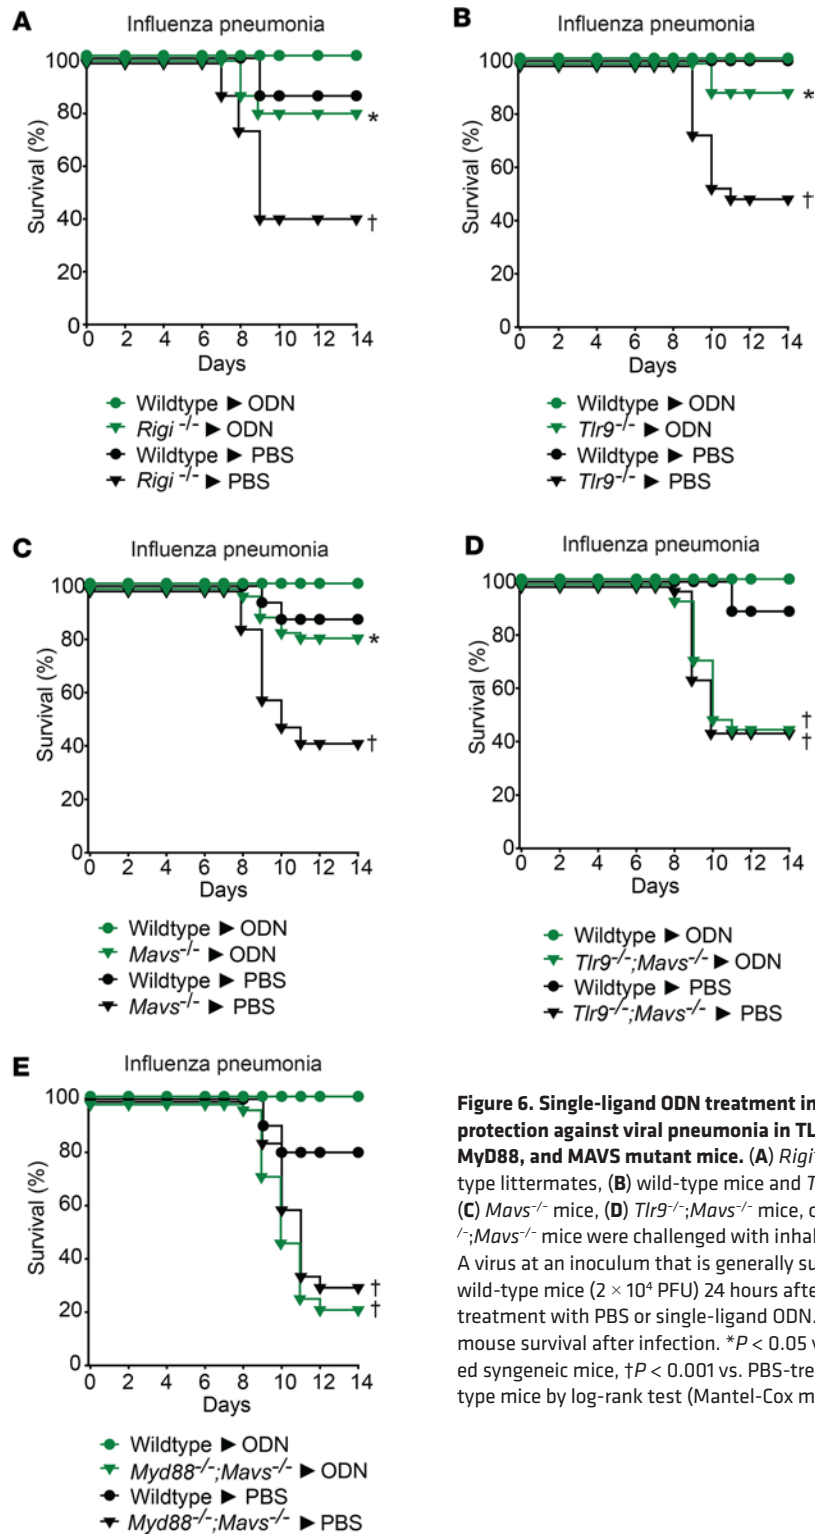 A
Influenza pneumonia
Survival (%)
100
80
60
40
20
0
*
†
0 2 4 6 8 10 12 14
Days
Wildtype ► ODN
Rigi -/- ► ODN
Wildtype ► PBS
Rigi -/- ► PBS
B
Influenza pneumonia
Survival (%)
100
80
60
40
20
0
*
†
0 2 4 6 8 10 12 14
Days
Wildtype ► ODN
Tlr9-/- ► ODN
Wildtype ► PBS
Tlr9-/- ► PBS
C
Influenza pneumonia
Survival (%)
100
80
60
40
20
0
*
†
0 2 4 6 8 10 12 14
Days
Wildtype ► ODN
Mavs-/- ► ODN
Wildtype ► PBS
Mavs-/- ► PBS
D
Influenza pneumonia
Survival (%)
100
80
60
40
20
0
†
†
0 2 4 6 8 10 12 14
Days
Wildtype ► ODN
Tlr9-/-;Mavs-/- ► ODN
Wildtype ► PBS
Tlr9-/-;Mavs-/- ► PBS
E
Influenza pneumonia
Survival (%)
100
80
60
40
20
0
†
†
0 2 4 6 8 10 12 14
Days
Wildtype ► ODN
Myd88-/-;Mavs-/- ► ODN
Wildtype ► PBS
Myd88-/-;Mavs-/- ► PBS
Figure 6. Single-ligand ODN treatment in
protection against viral pneumonia in TL
MyD88, and MAVS mutant mice. (A) Rigi
type littermates, (B) wild-type mice and T
(C) Mavs−/− mice, (D) Tlr9−/−;Mavs−/− mice, o
/−;Mavs−/− mice were challenged with inhal
A virus at an inoculum that is generally su
wild-type mice (2 × 10⁴ PFU) 24 hours afte
treatment with PBS or single-ligand ODN.
mouse survival after infection. *P < 0.05 v
ed syngeneic mice, †P < 0.001 vs. PBS-tre
type mice by log-rank test (Mantel-Cox m